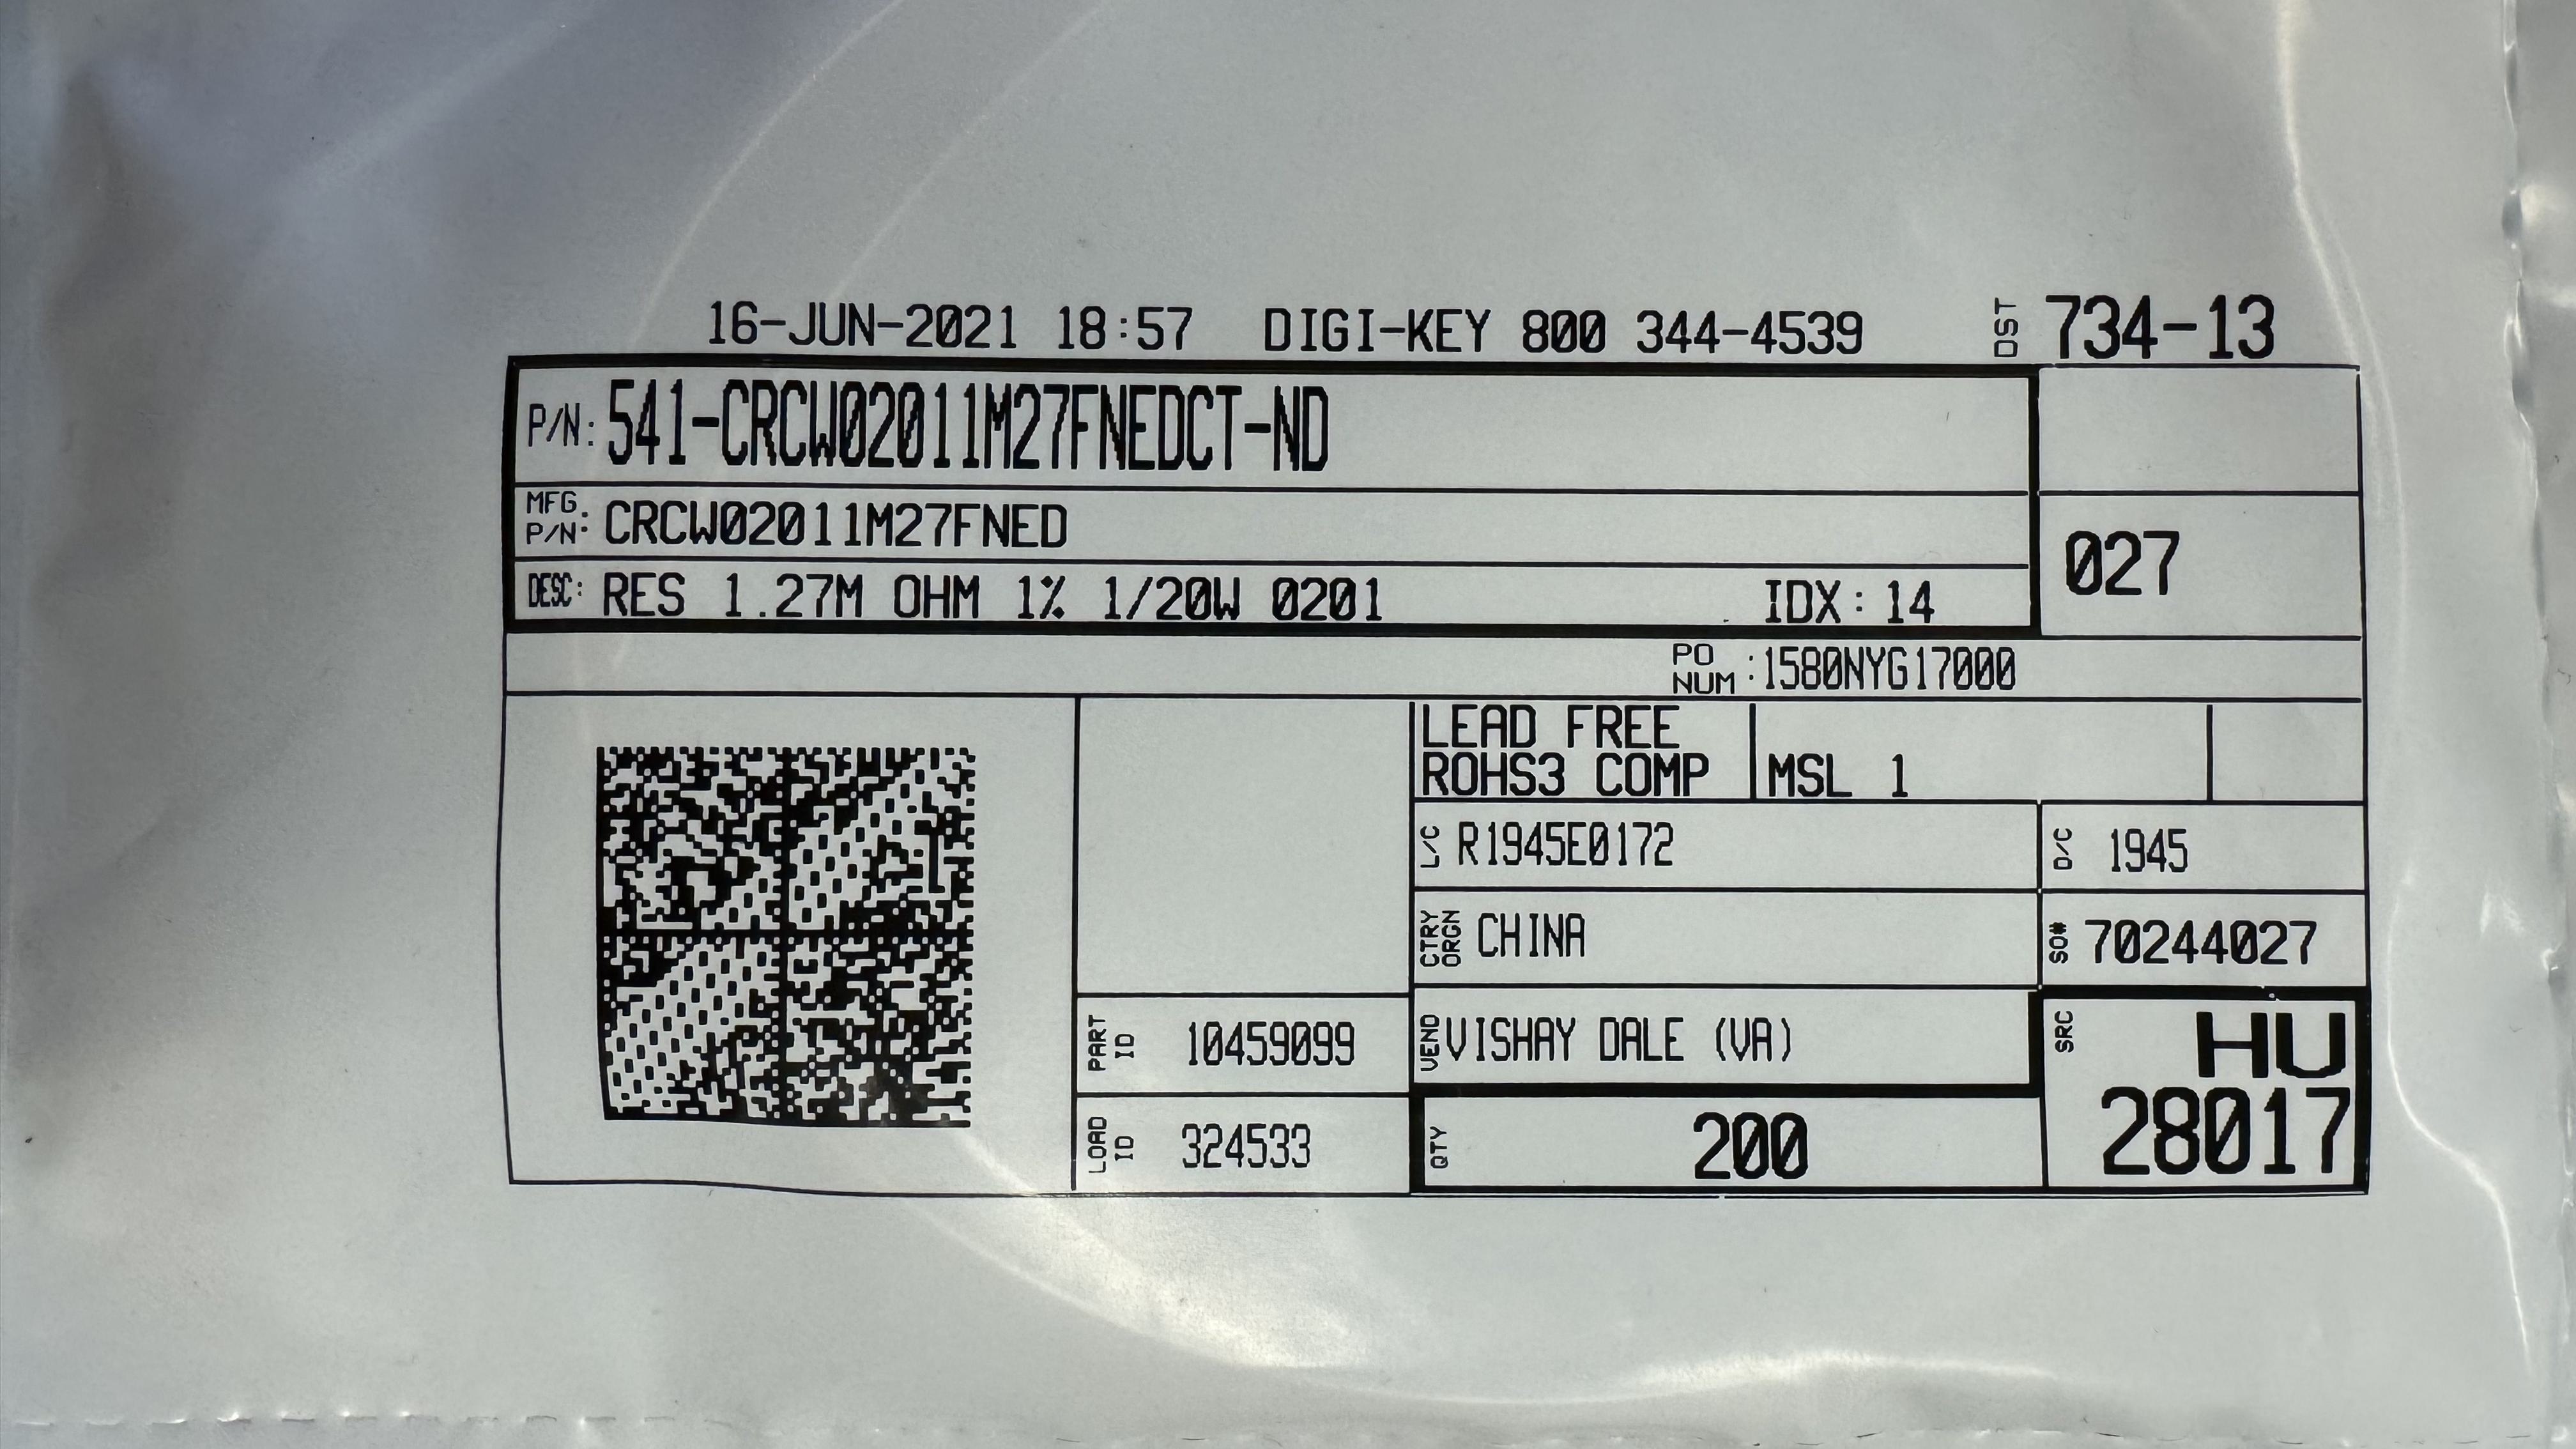 16-JUN-2021 18:57 DIGI-KEY 800 344-4539 DST 734-13
P/N: 541-CRCW02011M27FNEDCT-ND
MFG P/N: CRCW02011M27FNED
027
DESC: RES 1.27M OHM 1% 1/20W 0201 IDX: 14
PO NUM :1580NYG17000
LEAD FREE
ROHS3 COMP MSL 1
L/C R1945E0172 D/C 1945
CTRY ORGN CHINA SO# 70244027
PART ID 10459099 VEND VISHAY DALE (VA) SRC HU
LOAD ID 324533 QTY 200 28017